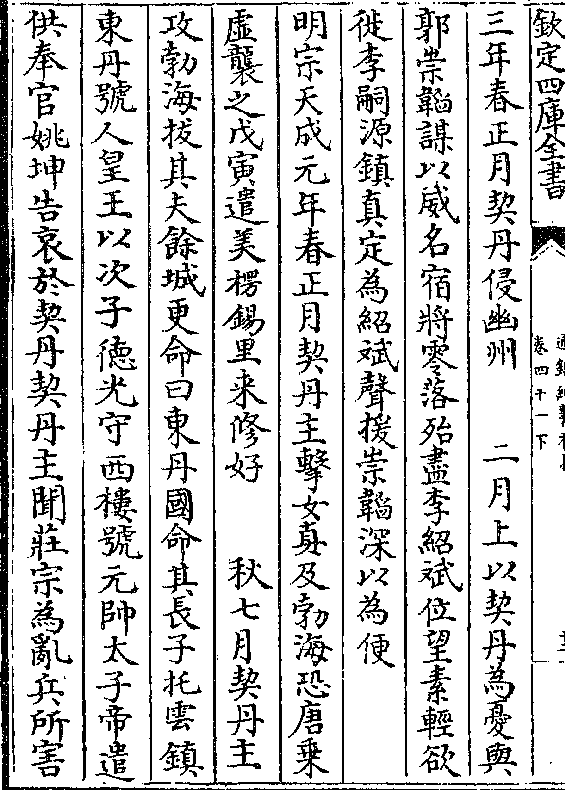 欽定四庫全書
卷四十一下
三年春正月契丹侵幽州　二月上以契丹為憂與
郭崇韜謀以威名宿將零落殆盡李紹斌位望素輕欲
徙李嗣源鎮真定為紹斌聲援崇韜深以為便
明宗天成元年春正月契丹主擊女真及勃海恐唐乗
虛襲之戊寅遣美楞錫里来修好　秋七月契丹主
攻勃海拔其夫餘城更命曰東丹國命其長子托雲鎮
東丹號人皇王以次子德光守西樓號元帥太子帝遣
供奉官姚坤告哀於契丹契丹主聞莊宗為亂兵所害